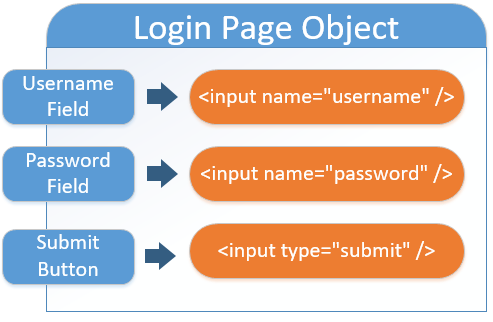 Login Page Object
Username
Field
<input name="username" />
Password
Field
<input name="password" />
Submit
Button
<input type="submit" />